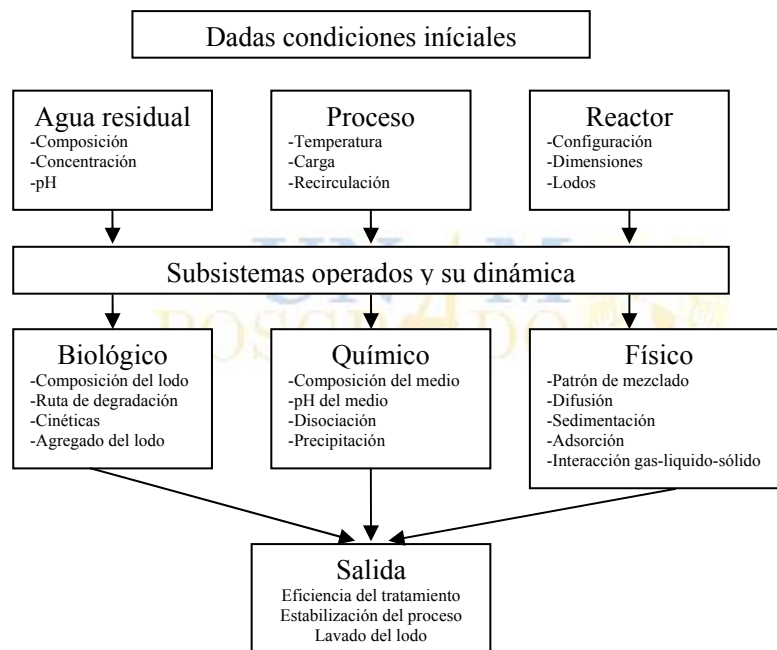 Dadas condiciones iníciales
Agua residual
-Composición
-Concentración
-pH
Proceso
-Temperatura
-Carga
-Recirculación
Reactor
-Configuración
-Dimensiones
-Lodos
UNAM
Subsistemas operados y su dinámica
POSGRADO
Biológico
-Composición del lodo
-Ruta de degradación
-Cinéticas
-Agregado del lodo
Químico
-Composición del medio
-pH del medio
-Disociación
-Precipitación
Físico
-Patrón de mezclado
-Difusión
-Sedimentación
-Adsorción
-Interacción gas-liquido-sólido
Salida
Eficiencia del tratamiento
Estabilización del proceso
Lavado del lodo